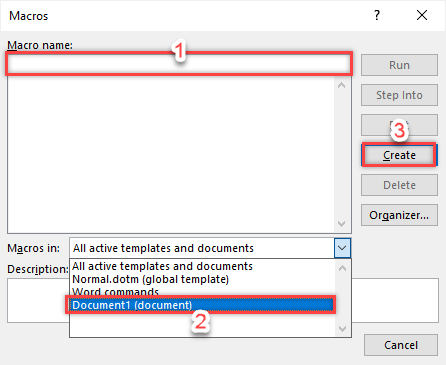 Macros ? ×
Macro name:
1
Run
Step Into
3
Create
Delete
Organizer...
Macros in: All active templates and documents
All active templates and documents
Normal.dotm (global template)
Word commands
Document1 (document)
Description:
2
Cancel